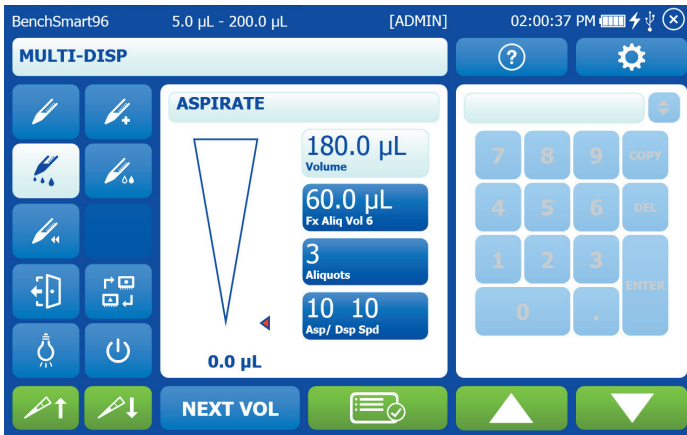 BenchSmart96 5.0 µL - 200.0 µL [ADMIN] 02:00:37 PM
MULTI-DISP
?
ASPIRATE
180.0 µL
Volume
60.0 µL
Fx Aliq Vol 6
3
Aliquots
10 10
Asp/ Dsp Spd
0.0 µL
7 8 9 COPY
4 5 6 DEL
1 2 3
ENTER
0 .
NEXT VOL